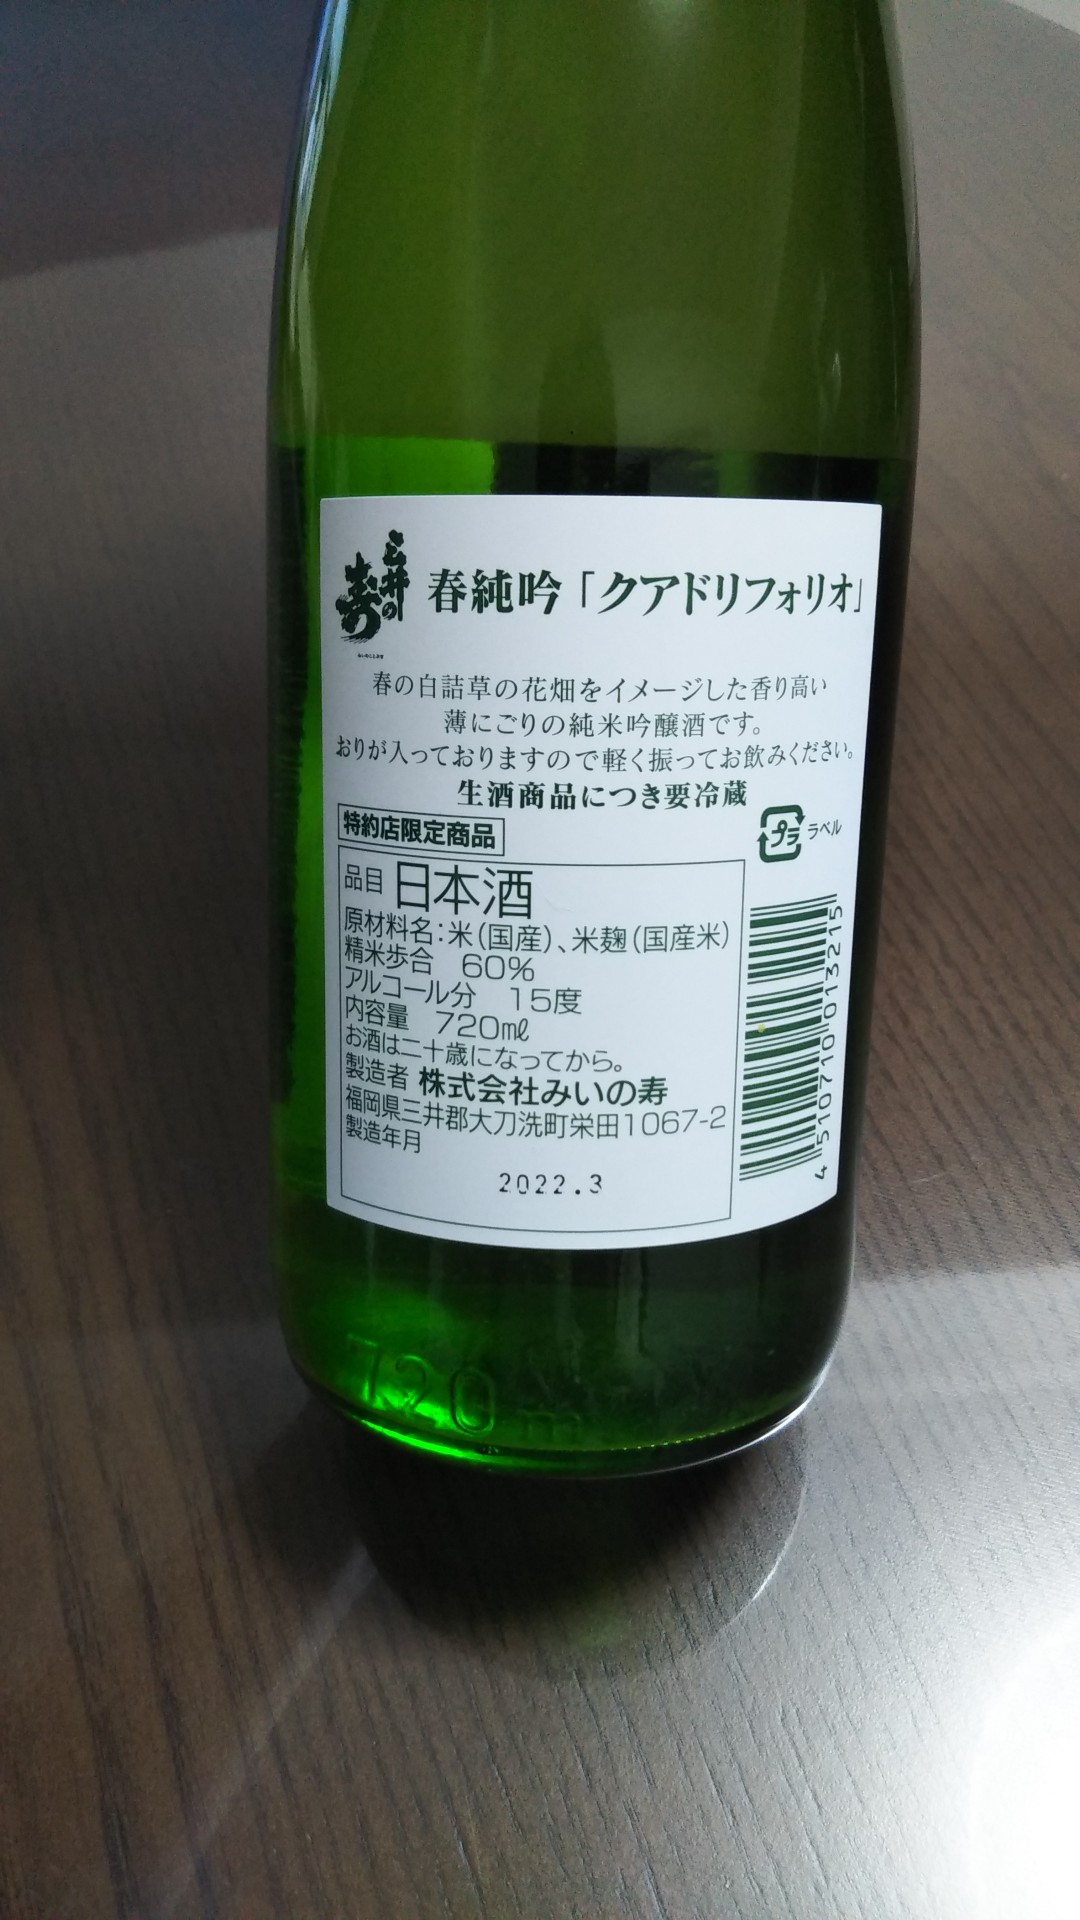 三井の
寿
春純吟「クアドリフォリオ」
春の白詰草の花畑をイメージした香り高い
薄にごりの純米吟醸酒です。
おりが入っておりますので軽く振ってお飲みください。
生酒商品につき要冷蔵
特約店限定商品
プラ ラベル
品目 日本酒
原材料名:米(国産)、米麹(国産米)
精米歩合 60%
アルコール分 15度
内容量 720mℓ
お酒は二十歳になってから。
製造者 株式会社みいの寿
福岡県三井郡大刀洗町栄田1067-2
製造年月
2022.3
4 510710 013215
720 m